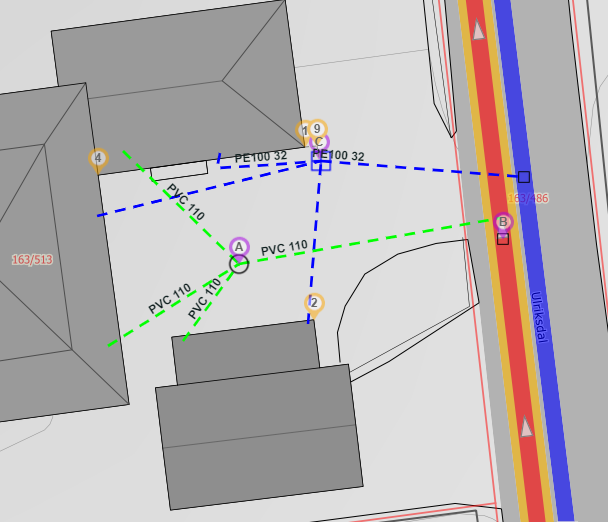 1
9
C
4
PE100 32
PE100 32
PVC 110
163/486
B
A
PVC 110
163/513
PVC 110
PVC 110
2
Ulriksdal